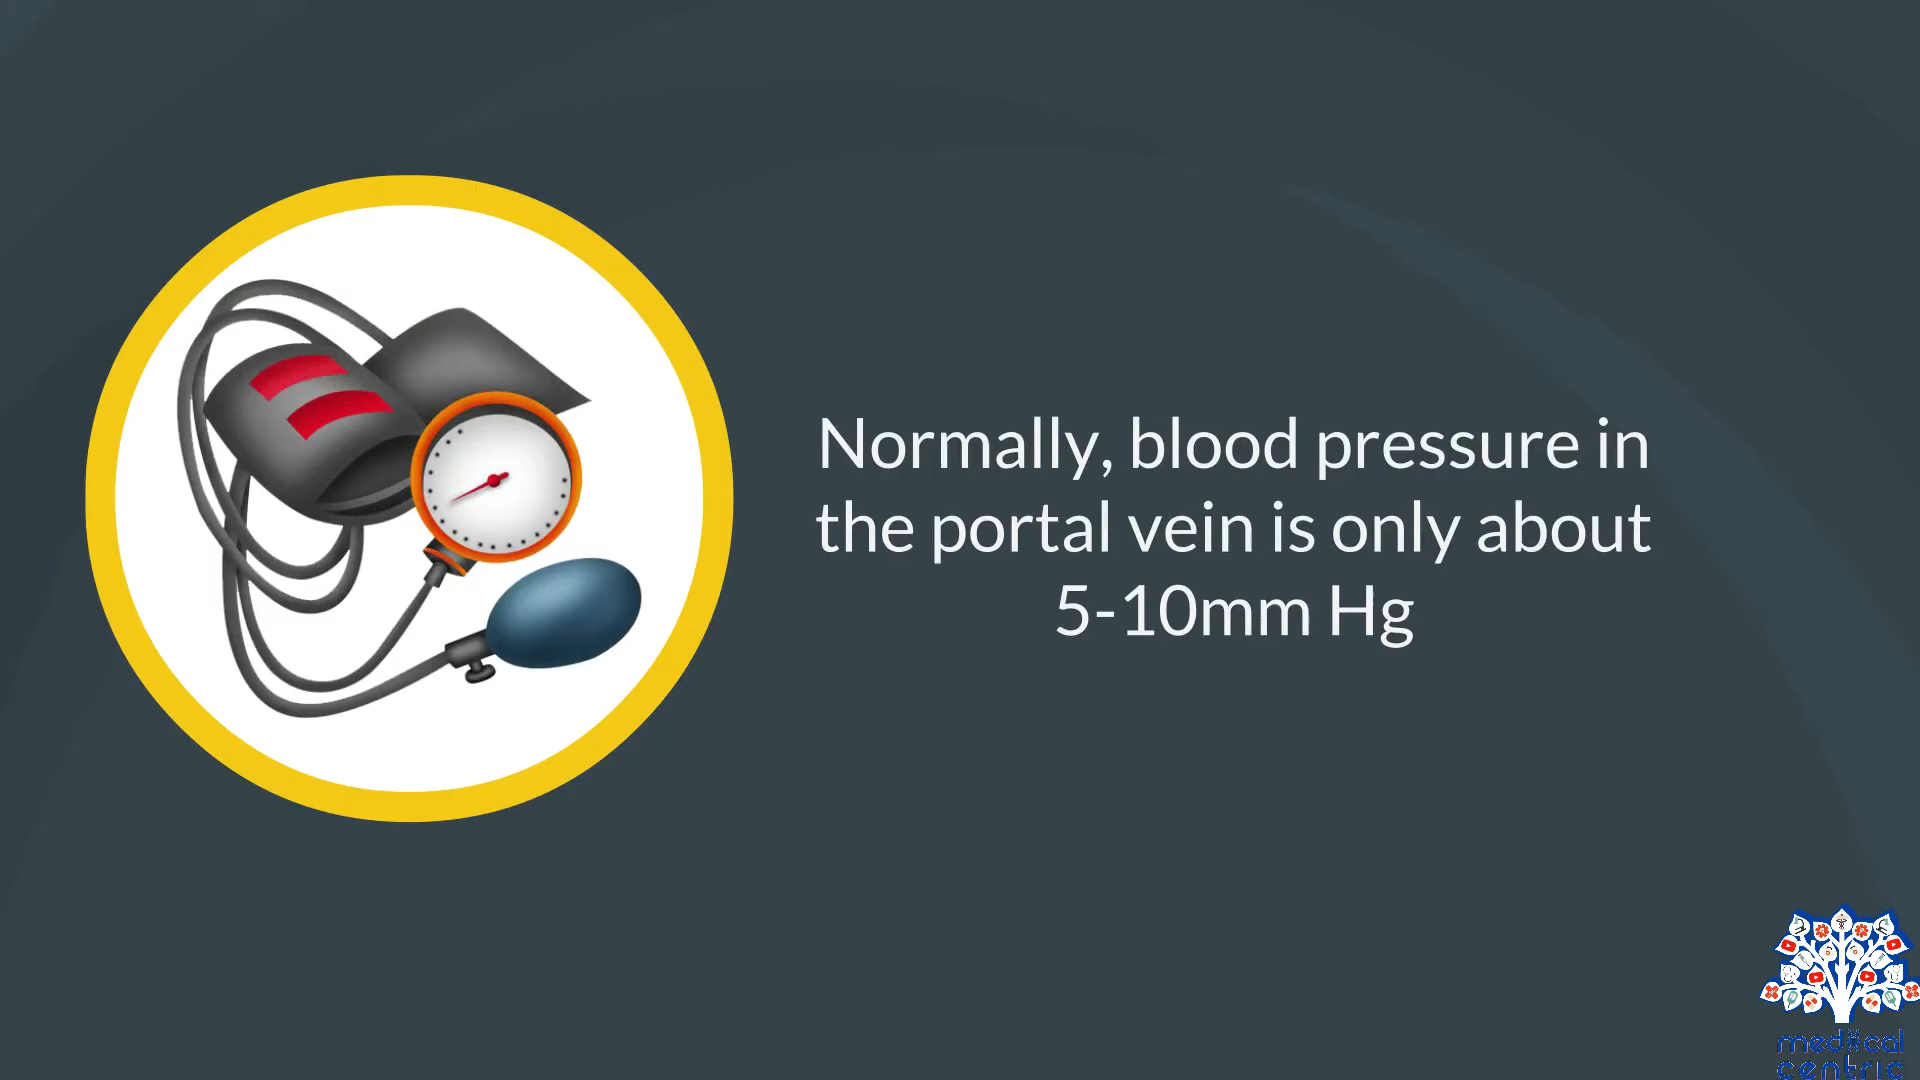 Normally, blood pressure in
the portal vein is only about
5-10mm Hg
medical
centric